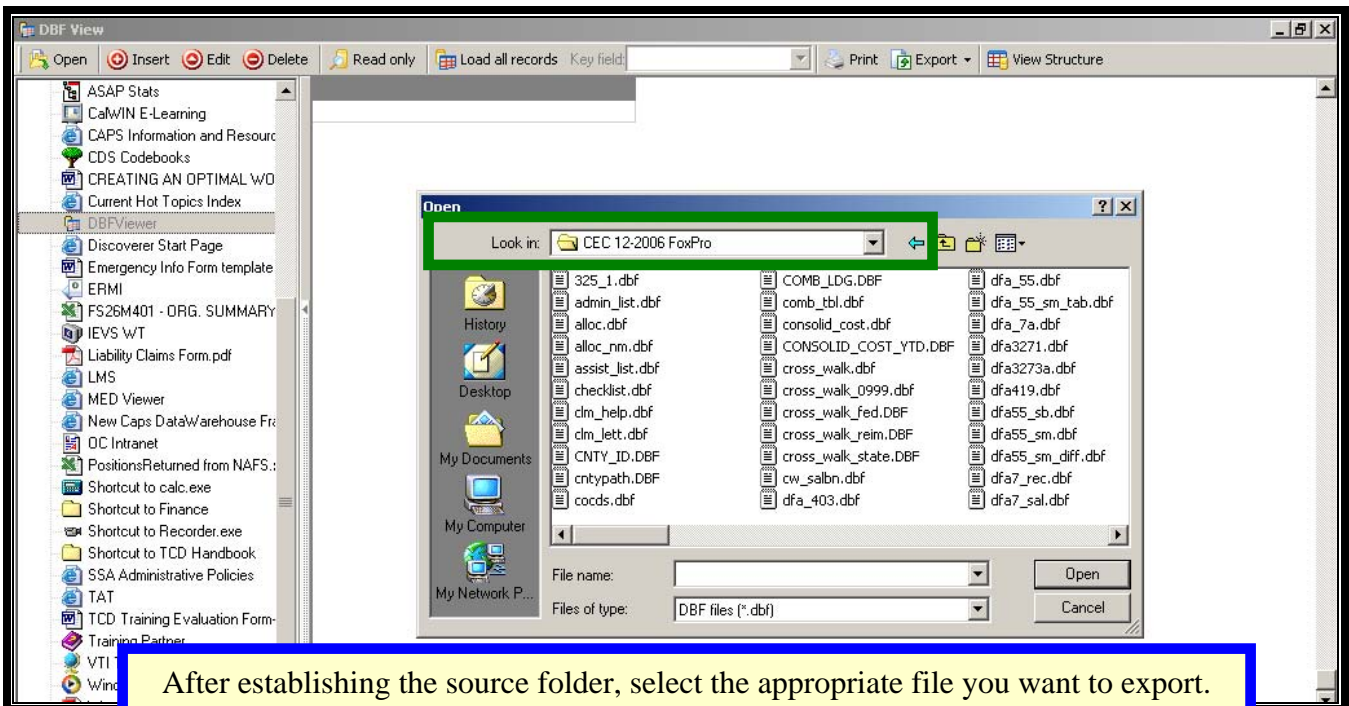 DBF View
Open Insert Edit Delete Read only Load all records Key field: Print Export View Structure
ASAP Stats
CalWIN E-Learning
CAPS Information and Resourc
CDS Codebooks
CREATING AN OPTIMAL WO
Current Hot Topics Index
DBFViewer
Discoverer Start Page
Emergency Info Form template
ERMI
FS26M401 - ORG. SUMMARY
IEVS WT
Liability Claims Form.pdf
LMS
MED Viewer
New Caps DataWarehouse Fra
OC Intranet
PositionsReturned from NAFS.:
Shortcut to calc.exe
Shortcut to Finance
Shortcut to Recorder.exe
Shortcut to TCD Handbook
SSA Administrative Policies
TAT
TCD Training Evaluation Form-
Training Partner
VTI
Wind
Open
Look in: CEC 12-2006 FoxPro
History
Desktop
My Documents
My Computer
My Network P...
325_1.dbf
admin_list.dbf
alloc.dbf
alloc_nm.dbf
assist_list.dbf
checklist.dbf
clm_help.dbf
clm_lett.dbf
CNTY_ID.DBF
cntypath.DBF
cocds.dbf
COMB_LDG.DBF
comb_tbl.dbf
consolid_cost.dbf
CONSOLID_COST_YTD.DBF
cross_walk.dbf
cross_walk_0999.dbf
cross_walk_fed.DBF
cross_walk_reim.DBF
cross_walk_state.DBF
cw_salbn.dbf
dfa_403.dbf
dfa_55.dbf
dfa_55_sm_tab.dbf
dfa_7a.dbf
dfa3271.dbf
dfa3273a.dbf
dfa419.dbf
dfa55_sb.dbf
dfa55_sm.dbf
dfa55_sm_diff.dbf
dfa7_rec.dbf
dfa7_sal.dbf
File name: Open
Files of type: DBF files (*.dbf) Cancel
After establishing the source folder, select the appropriate file you want to export.